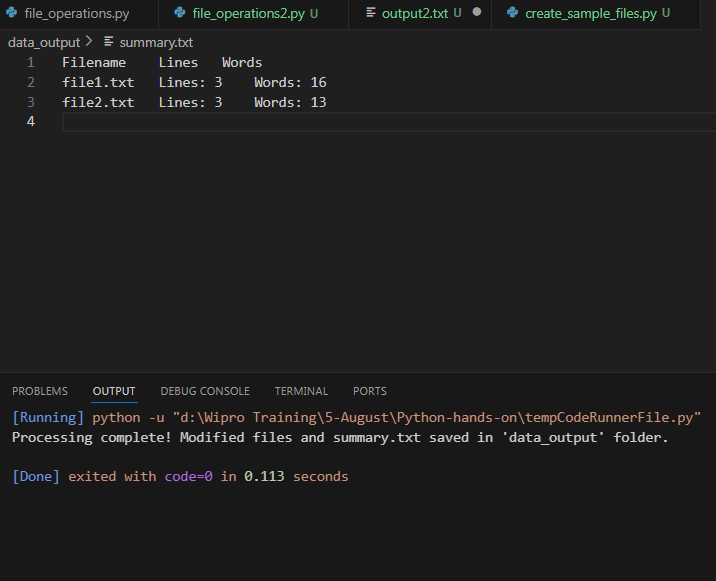 file_operations.py file_operations2.py U output2.txt U create_sample_files.py U
data_output > summary.txt
1 Filename Lines Words
2 file1.txt Lines: 3 Words: 16
3 file2.txt Lines: 3 Words: 13
4
PROBLEMS OUTPUT DEBUG CONSOLE TERMINAL PORTS
[Running] python -u "d:\Wipro Training\5-August\Python-hands-on\tempCodeRunnerFile.py"
Processing complete! Modified files and summary.txt saved in 'data_output' folder.
[Done] exited with code=0 in 0.113 seconds